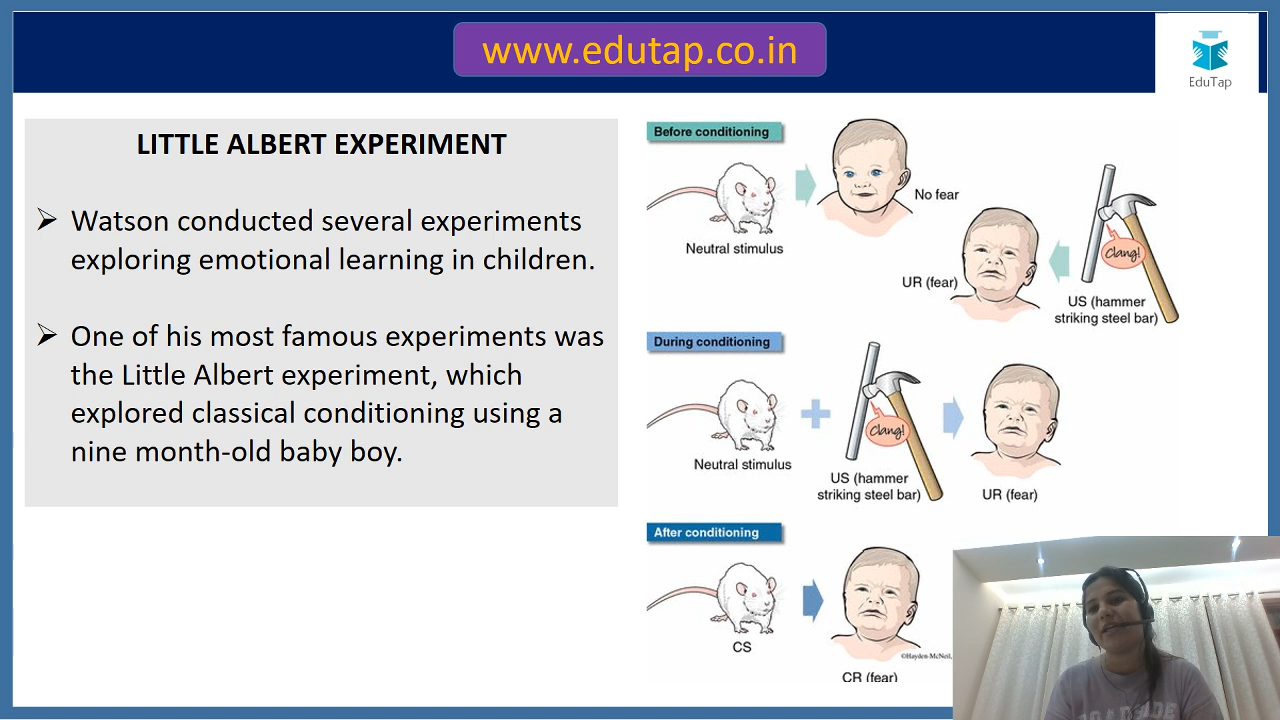 www.edutap.co.in
EduTap
LITTLE ALBERT EXPERIMENT
➢ Watson conducted several experiments
exploring emotional learning in children.
➢ One of his most famous experiments was
the Little Albert experiment, which
explored classical conditioning using a
nine month-old baby boy.
Before conditioning
Neutral stimulus
No fear
UR (fear)
Clang!
US (hammer
striking steel bar)
During conditioning
Neutral stimulus
Clang!
US (hammer
striking steel bar)
UR (fear)
After conditioning
CS
©Hayden-McNeil,
CR (fear)